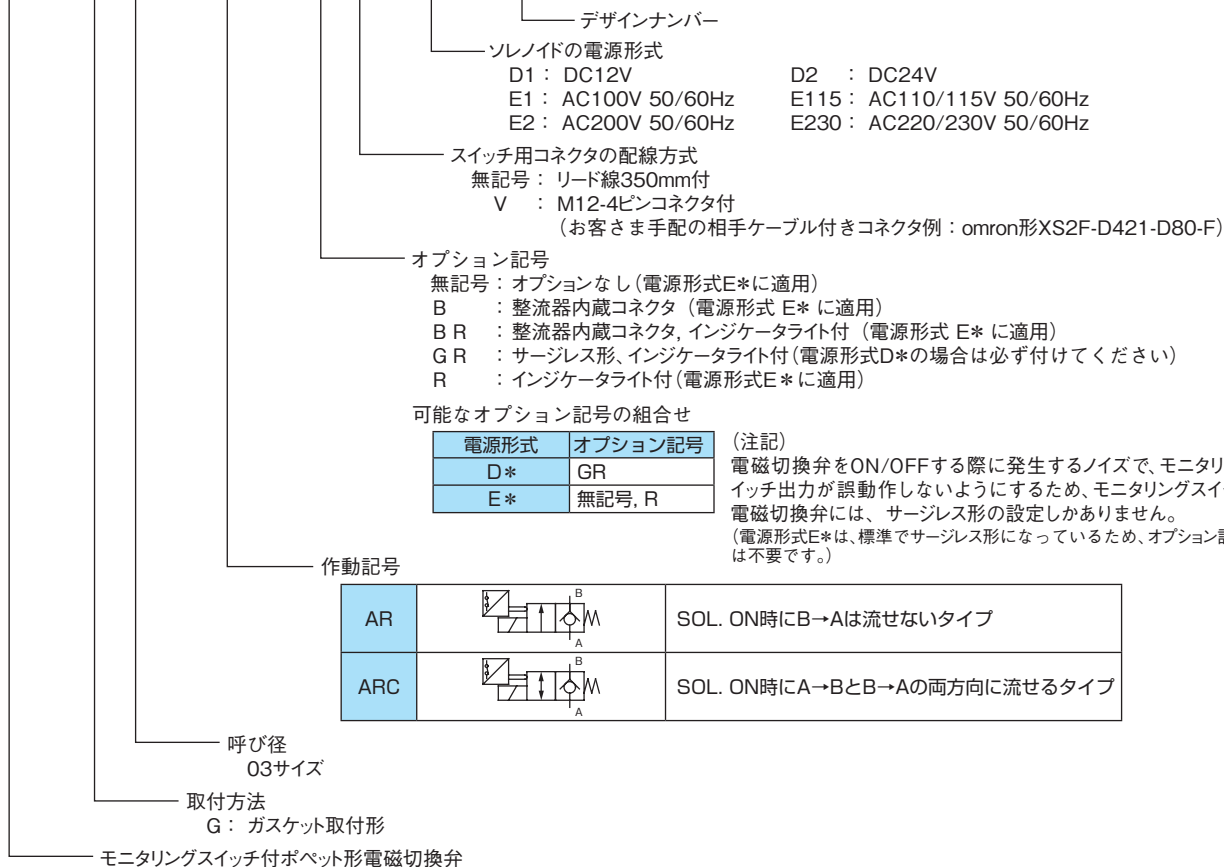 デザインナンバー
ソレノイドの電源形式
D1： DC12V D2 ： DC24V
E1： AC100V 50/60Hz E115： AC110/115V 50/60Hz
E2： AC200V 50/60Hz E230： AC220/230V 50/60Hz
スイッチ用コネクタの配線方式
無記号： リード線350mm付
V ： M12-4ピンコネクタ付
（お客さま手配の相手ケーブル付きコネクタ例：omron形XS2F-D421-D80-F）
オプション記号
無記号：オプションなし（電源形式E＊に適用）
B ：整流器内蔵コネクタ（電源形式 E＊ に適用）
B R ：整流器内蔵コネクタ, インジケータライト付（電源形式 E＊ に適用）
G R ：サージレス形、インジケータライト付（電源形式D＊の場合は必ず付けてください）
R ：インジケータライト付（電源形式E＊に適用）
可能なオプション記号の組合せ
電源形式 オプション記号
D＊ GR
E＊ 無記号, R
（注記）
電磁切換弁をON/OFFする際に発生するノイズで、モニタリ
イッチ出力が誤動作しないようにするため、モニタリングスイ
電磁切換弁には、サージレス形の設定しかありません。
（電源形式E＊は、標準でサージレス形になっているため、オプション
は不要です。）
作動記号
AR B A SOL. ON時にB→Aは流せないタイプ
ARC B A SOL. ON時にA→BとB→Aの両方向に流せるタイプ
呼び径
03サイズ
取付方法
G： ガスケット取付形
モニタリングスイッチ付ポペット形電磁切換弁